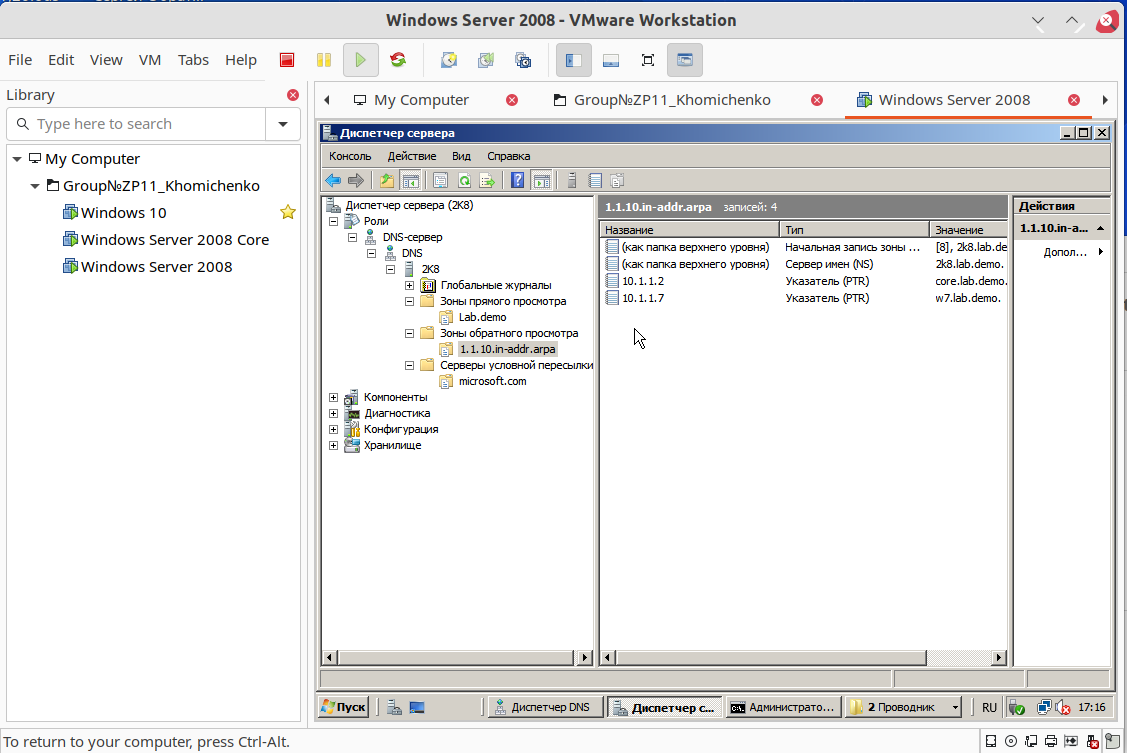 Windows Server 2008 - VMware Workstation
File Edit View VM Tabs Help
Library
Type here to search
My Computer
Group№ZP11_Khomichenko
Windows 10
Windows Server 2008 Core
Windows Server 2008
My Computer Group№ZP11_Khomichenko Windows Server 2008
Диспетчер сервера
Консоль Действие Вид Справка
Диспетчер сервера (2K8)
Роли
DNS-сервер
DNS
2K8
Глобальные журналы
Зоны прямого просмотра
Lab.demo
Зоны обратного просмотра
1.1.10.in-addr.arpa
Серверы условной пересылки
microsoft.com
Компоненты
Диагностика
Конфигурация
Хранилище
1.1.10.in-addr.arpa записей: 4
Название Тип Значение
(как папка верхнего уровня) Начальная запись зоны ... [8], 2k8.lab.de
(как папка верхнего уровня) Сервер имен (NS) 2k8.lab.demo.
10.1.1.2 Указатель (PTR) core.lab.demo.
10.1.1.7 Указатель (PTR) w7.lab.demo.
Действия
1.1.10.in-a...
Допол...
Пуск Диспетчер DNS Диспетчер с... Администрато... 2 Проводник RU 17:16
To return to your computer, press Ctrl-Alt.